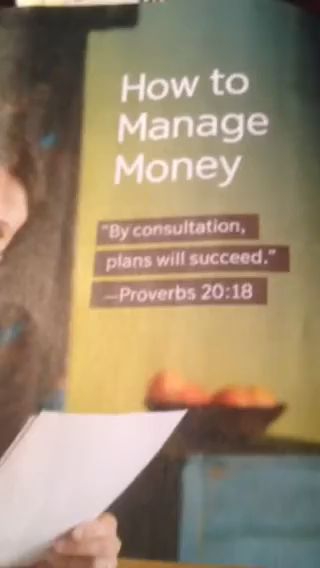 How to
Manage
Money
"By consultation,
plans will succeed."
—Proverbs 20:18